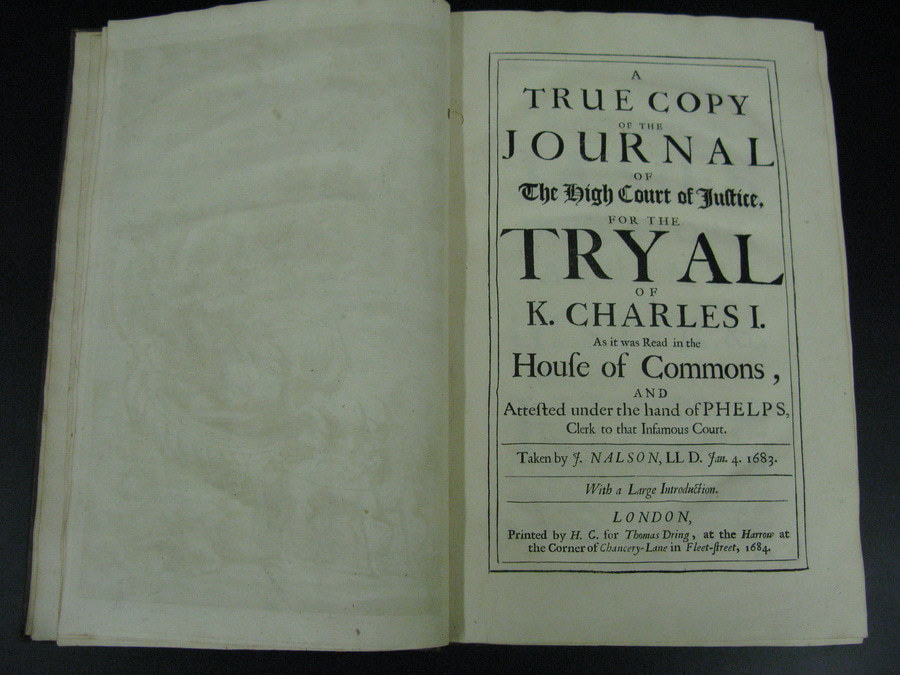 A
TRUE COPY
OF THE
JOURNAL
OF
The High Court of Juſtice,
FOR THE
TRYAL
OF
K. CHARLES I.
As it was Read in the
Houſe of Commons,
AND
Atteſted under the hand of PHELPS,
Clerk to that Infamous Court.
Taken by J. NALSON, LL D. Jan. 4. 1683.
With a Large Introduction.
LONDON,
Printed by H. C. for Thomas Dring, at the Harrow at
the Corner of Chancery-Lane in Fleet-ſtreet, 1684.